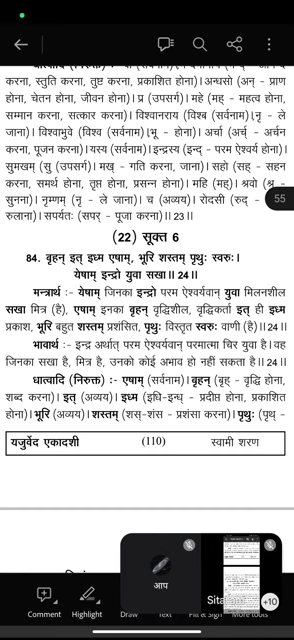 करना, स्तुति करना, तुष्ट करना, प्रकाशित होना)। अन्धसो (अन् - प्राण
होना, चेतन होना, जीवन होना)। प्र (उपसर्ग)। महे (मह् - महत्व होना,
सम्मान करना, सत्कार करना)। विश्वानराय (विश्व (सर्वनाम)।नृ - ले
जाना)। विश्वाभुवे (विश्व (सर्वनाम)।भू - होना)। अर्चा (अर्च् - अर्चन
करना, पूजन करना)। यस्य (सर्वनाम)।इन्द्रस्य (इन्द् - परम ऐश्वर्य होना)।
सुमखम् (सु (उपसर्ग)। मख् - गति करना, जाना)। सहो (सह् - सहन
करना, समर्थ होना, तृप्त होना, प्रसन्न होना)। महि (मह्)। श्रवो (श्रृ -
सुनना)। नृम्णम् (नृ - ले जाना)। च (अव्यय)। रोदसी (रुद् -
रुलाना)। सपर्यतः (सपर् - पूजा करना)॥23॥
55
(22) सूक्त 6
84. बृहन् इत् इध्म एषाम्, भूरि शस्तम् पृथुः स्वरुः।
येषाम् इन्द्रो युवा सखा॥24॥
मन्त्रार्थ :- येषाम् जिनका इन्द्रो परम ऐश्वर्यवान् युवा मिलनशील
सखा मित्र (है), एषाम् इनका बृहन् वृद्धिशील, वृद्धिकर्ता इत् ही इध्म
प्रकाश, भूरि बहुत शस्तम् प्रशंसित, पृथुः विस्तृत स्वरुः वाणी (है)॥24॥
भावार्थ :- इन्द्र अर्थात् परम ऐश्वर्यवान् परमात्मा चिर युवा है। वह
जिनका सखा है, मित्र है, उनको कोई अभाव हो नहीं सकता है॥24॥
धात्वादि (निरुक्त) :- एषाम् (सर्वनाम)। बृहन् (बृह् - वृद्धि होना,
शब्द करना)। इत् (अव्यय)। इध्म (इधि-इन्ध् - प्रदीप्त होना, प्रकाशित
होना)। भूरि (अव्यय)। शस्तम् (शस्-शंस - प्रशंसा करना)। पृथुः (पृथ् -
यजुर्वेद एकादशी (110) स्वामी शरण
आप
+10
Comment Highlight Draw Text Fill & Sign More tools